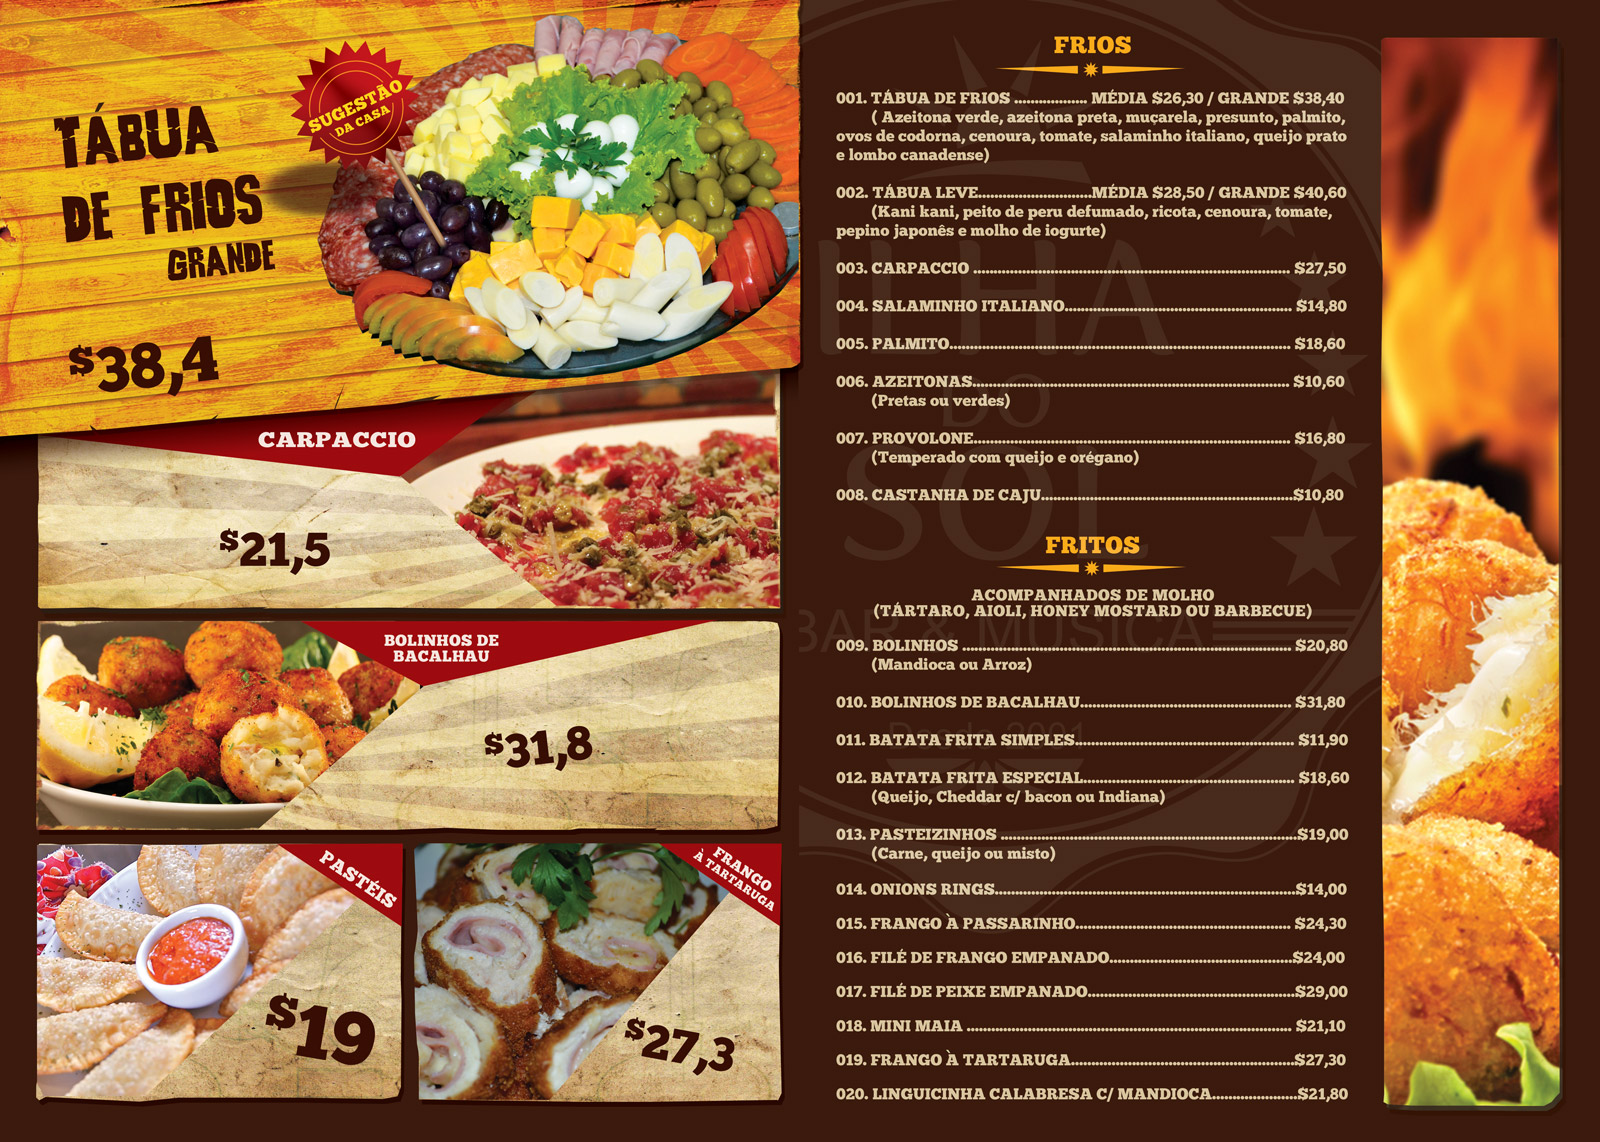 TÁBUA
DE FRIOS
GRANDE
$38,4
SUGESTÃO
DA CASA
CARPACCIO
$21,5
BOLINHOS DE
BACALHAU
$31,8
PASTÉIS
$19
FRANGO
À TARTARUGA
$27,3
FRIOS
001. TÁBUA DE FRIOS .................. MÉDIA $26,30 / GRANDE $38,40
( Azeitona verde, azeitona preta, muçarela, presunto, palmito,
ovos de codorna, cenoura, tomate, salaminho italiano, queijo prato
e lombo canadense)
002. TÁBUA LEVE............................MÉDIA $28,50 / GRANDE $40,60
(Kani kani, peito de peru defumado, ricota, cenoura, tomate,
pepino japonês e molho de iogurte)
003. CARPACCIO ............................................................ $27,50
004. SALAMINHO ITALIANO........................................ $14,80
005. PALMITO................................................................ $18,60
006. AZEITONAS............................................................ $10,60
(Pretas ou verdes)
007. PROVOLONE............................................................ $16,80
(Temperado com queijo e orégano)
008. CASTANHA DE CAJU............................................$10,80
FRITOS
ACOMPANHADOS DE MOLHO
(TÁRTARO, AIOLI, HONEY MOSTARD OU BARBECUE)
009. BOLINHOS ............................................................ $20,80
(Mandioca ou Arroz)
010. BOLINHOS DE BACALHAU.................................... $31,80
011. BATATA FRITA SIMPLES...................................... $11,90
012. BATATA FRITA ESPECIAL.................................... $18,60
(Queijo, Cheddar c/ bacon ou Indiana)
013. PASTEIZINHOS ......................................................$19,00
(Carne, queijo ou misto)
014. ONIONS RINGS......................................................$14,00
015. FRANGO À PASSARINHO...................................... $24,30
016. FILÉ DE FRANGO EMPANADO..............................$24,00
017. FILÉ DE PEIXE EMPANADO.................................. $29,00
018. MINI MAIA ............................................................ $21,10
019. FRANGO À TARTARUGA......................................$27,30
020. LINGUICINHA CALABRESA C/ MANDIOCA....................$21,80
ILHA
DO
SOL
BAR & MÚSICA